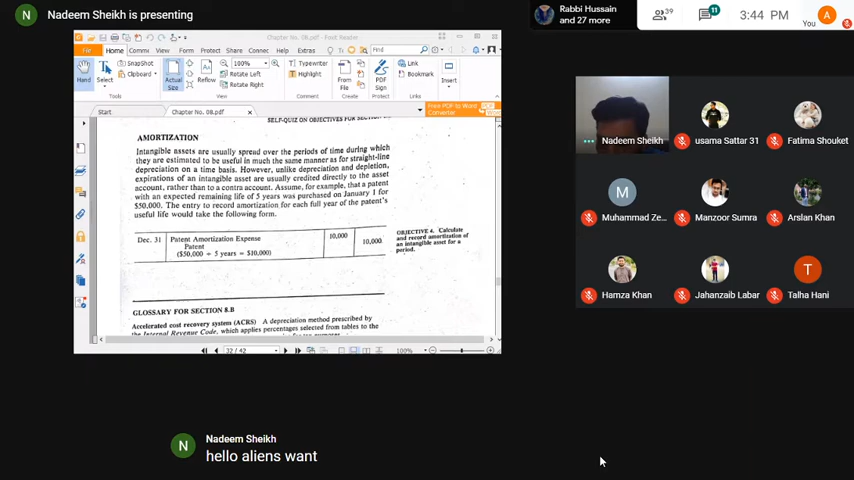 N Nadeem Sheikh is presenting
Rabbi Hussain
and 27 more
39
11
3:44 PM
A
You
Chapter No. 08.pdf - Foxit Reader
File Home Comment View Form Protect Share Connect Help Extras Find
Hand
Select
SnapShot
Clipboard
Actual
Size
Reflow
100%
Rotate Left
Rotate Right
Typewriter
Highlight
From
File
PDF
Sign
Link
Bookmark
Insert
Tools View Comment Create Protect Links
Start Chapter No. 08.pdf
Free PDF to Word
Converter
SELF-QUIZ ON OBJECTIVES FOR SECTION
AMORTIZATION
Intangible assets are usually spread over the periods of time during which
they are estimated to be useful in much the same manner as for straight-line
depreciation on a time basis. However, unlike depreciation and depletion,
expirations of an intangible asset are usually credited directly to the asset
account, rather than to a contra account. Assume, for example, that a patent
with an expected remaining life of 5 years was purchased on January 1 for
$50,000. The entry to record amortization for each full year of the patent's
useful life would take the following form.
OBJECTIVE 4. Calculate
and record amortization of
an intangible asset for a
period.
Dec. 31 Patent Amortization Expense 10,000
Patent 10,000
($50,000 ÷ 5 years = $10,000)
GLOSSARY FOR SECTION 8.B
Accelerated cost recovery system (ACRS) A depreciation method prescribed by
the Internal Revenue Code, which applies percentages selected from tables to the
32 / 42
100%
Nadeem Sheikh
usama Sattar 31
Fatima Shouket
M
Muhammad Ze...
Manzoor Sumra
Arslan Khan
Hamza Khan
Jahanzaib Labar
T
Talha Hani
N Nadeem Sheikh
hello aliens want